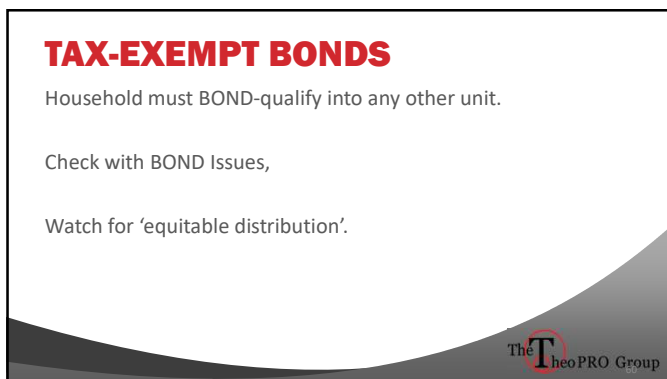 TAX-EXEMPT BONDS
Household must BOND-qualify into any other unit.
Check with BOND Issues,
Watch for ‘equitable distribution’.
The TheoPRO Group
60